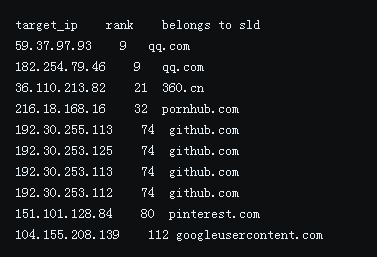 target_ip rank belongs to sld
59.37.97.93 9 qq.com
182.254.79.46 9 qq.com
36.110.213.82 21 360.cn
216.18.168.16 32 pornhub.com
192.30.255.113 74 github.com
192.30.253.125 74 github.com
192.30.253.113 74 github.com
192.30.253.112 74 github.com
151.101.128.84 80 pinterest.com
104.155.208.139 112 googleusercontent.com